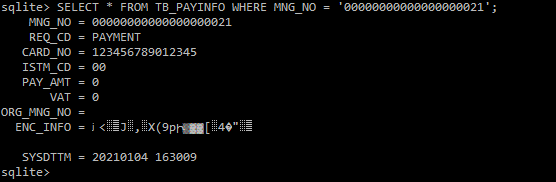 sqlite> SELECT * FROM TB_PAYINFO WHERE MNG_NO = '00000000000000000021';
MNG_NO = 00000000000000000021
REQ_CD = PAYMENT
CARD_NO = 123456789012345
ISTM_CD = 00
PAY_AMT = 0
VAT = 0
ORG_MNG_NO =
ENC_INFO =
SYSDTTM = 20210104 163009
sqlite>